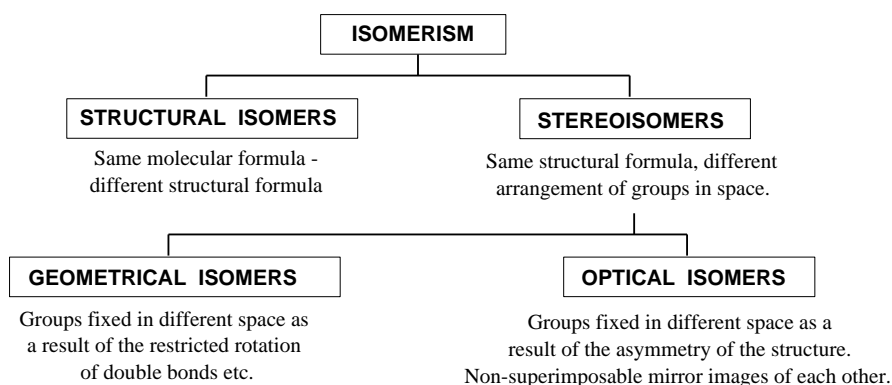 ISOMERISM
STRUCTURAL ISOMERS
Same molecular formula -
different structural formula
STEREOISOMERS
Same structural formula, different
arrangement of groups in space.
GEOMETRICAL ISOMERS
Groups fixed in different space as
a result of the restricted rotation
of double bonds etc.
OPTICAL ISOMERS
Groups fixed in different space as a
result of the asymmetry of the structure.
Non-superimposable mirror images of each other.